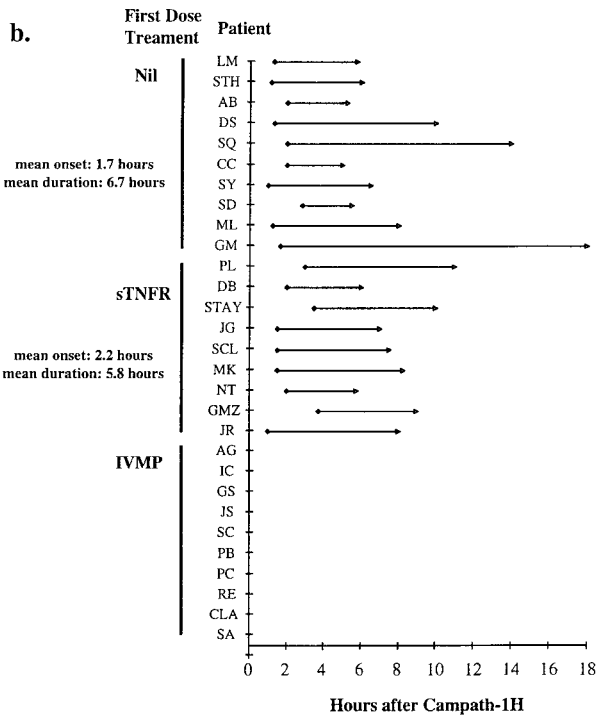 b.
First Dose
Treament
Patient
Nil
mean onset: 1.7 hours
mean duration: 6.7 hours
LM
STH
AB
DS
SQ
CC
SY
SD
ML
GM
sTNFR
mean onset: 2.2 hours
mean duration: 5.8 hours
PL
DB
STAY
JG
SCL
MK
NT
GMZ
JR
IVMP
AG
IC
GS
JS
SC
PB
PC
RE
CLA
SA
0 2 4 6 8 10 12 14 16 18
Hours after Campath-1H